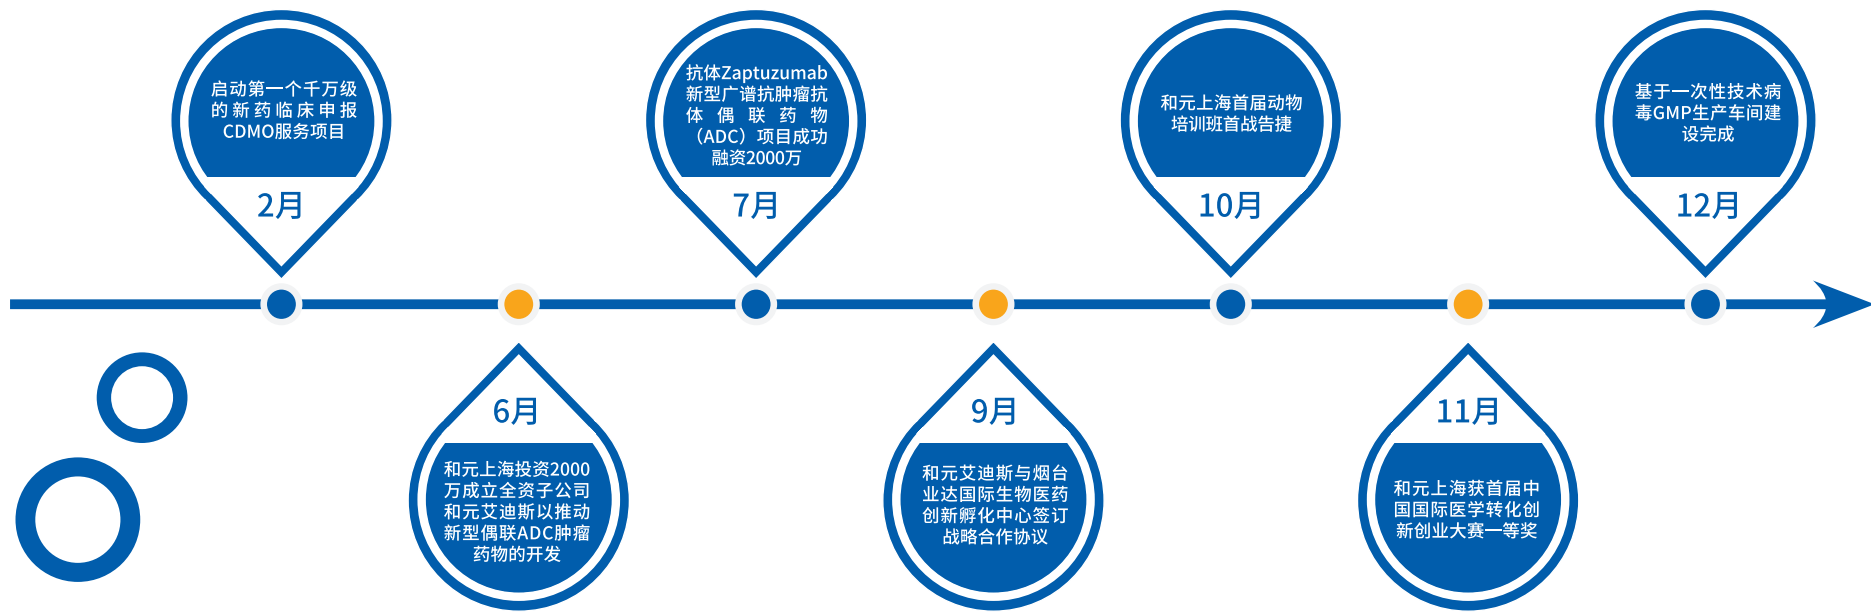 启动第一个千万级
的新药临床申报
CDMO服务项目
2月
抗体Zaptuzumab
新型广谱抗肿瘤抗
体偶联药物
（ADC）项目成功
融资2000万
7月
和元上海首届动物
培训班首战告捷
10月
基于一次性技术病
毒GMP生产车间建
设完成
12月
6月
和元上海投资2000
万成立全资子公司
和元艾迪斯以推动
新型偶联ADC肿瘤
药物的开发
9月
和元艾迪斯与烟台
业达国际生物医药
创新孵化中心签订
战略合作协议
11月
和元上海获首届中
国国际医学转化创
新创业大赛一等奖